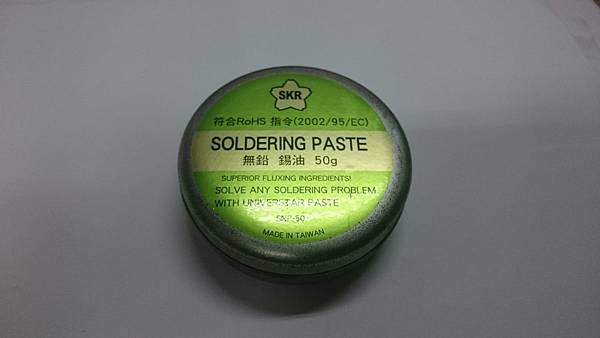 SKR
符合RoHS 指令(2002/95/EC)
SOLDERING PASTE
無鉛 錫油 50g
SUPERIOR FLUXING INGREDIENTS!
SOLVE ANY SOLDERING PROBLEM
WITH UNIVERSTAR PASTE
MADE IN TAIWAN